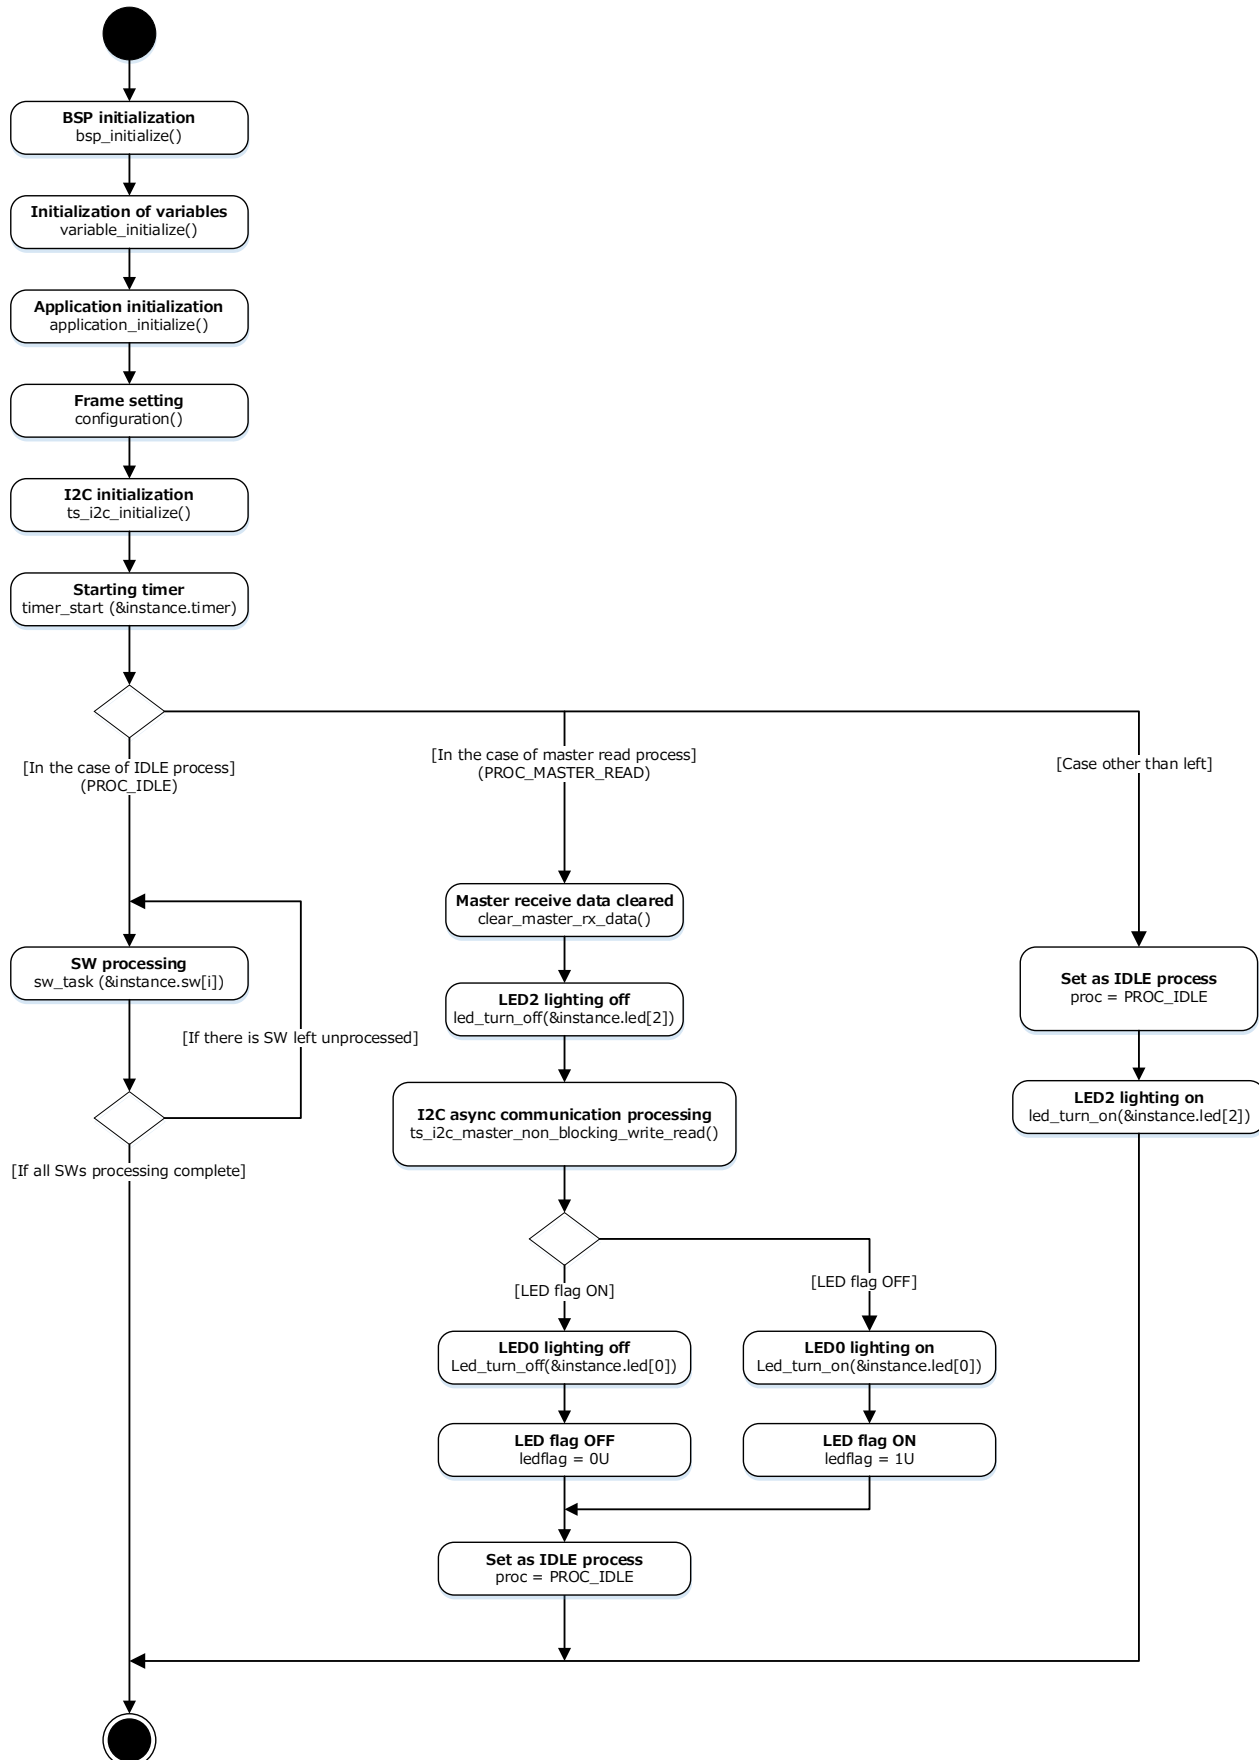 BSP initialization
bsp_initialize()
Initialization of variables
variable_initialize()
Application initialization
application_initialize()
Frame setting
configuration()
I2C initialization
ts_i2c_initialize()
Starting timer
timer_start (&instance.timer)
[In the case of IDLE process]
(PROC_IDLE)
[In the case of master read process]
(PROC_MASTER_READ)
[Case other than left]
Master receive data cleared
clear_master_rx_data()
SW processing
sw_task (&instance.sw[i])
LED2 lighting off
led_turn_off(&instance.led[2])
Set as IDLE process
proc = PROC_IDLE
[If there is SW left unprocessed]
I2C async communication processing
ts_i2c_master_non_blocking_write_read()
LED2 lighting on
led_turn_on(&instance.led[2])
[If all SWs processing complete]
[LED flag ON]
[LED flag OFF]
LED0 lighting off
Led_turn_off(&instance.led[0])
LED0 lighting on
Led_turn_on(&instance.led[0])
LED flag OFF
ledflag = 0U
LED flag ON
ledflag = 1U
Set as IDLE process
proc = PROC_IDLE